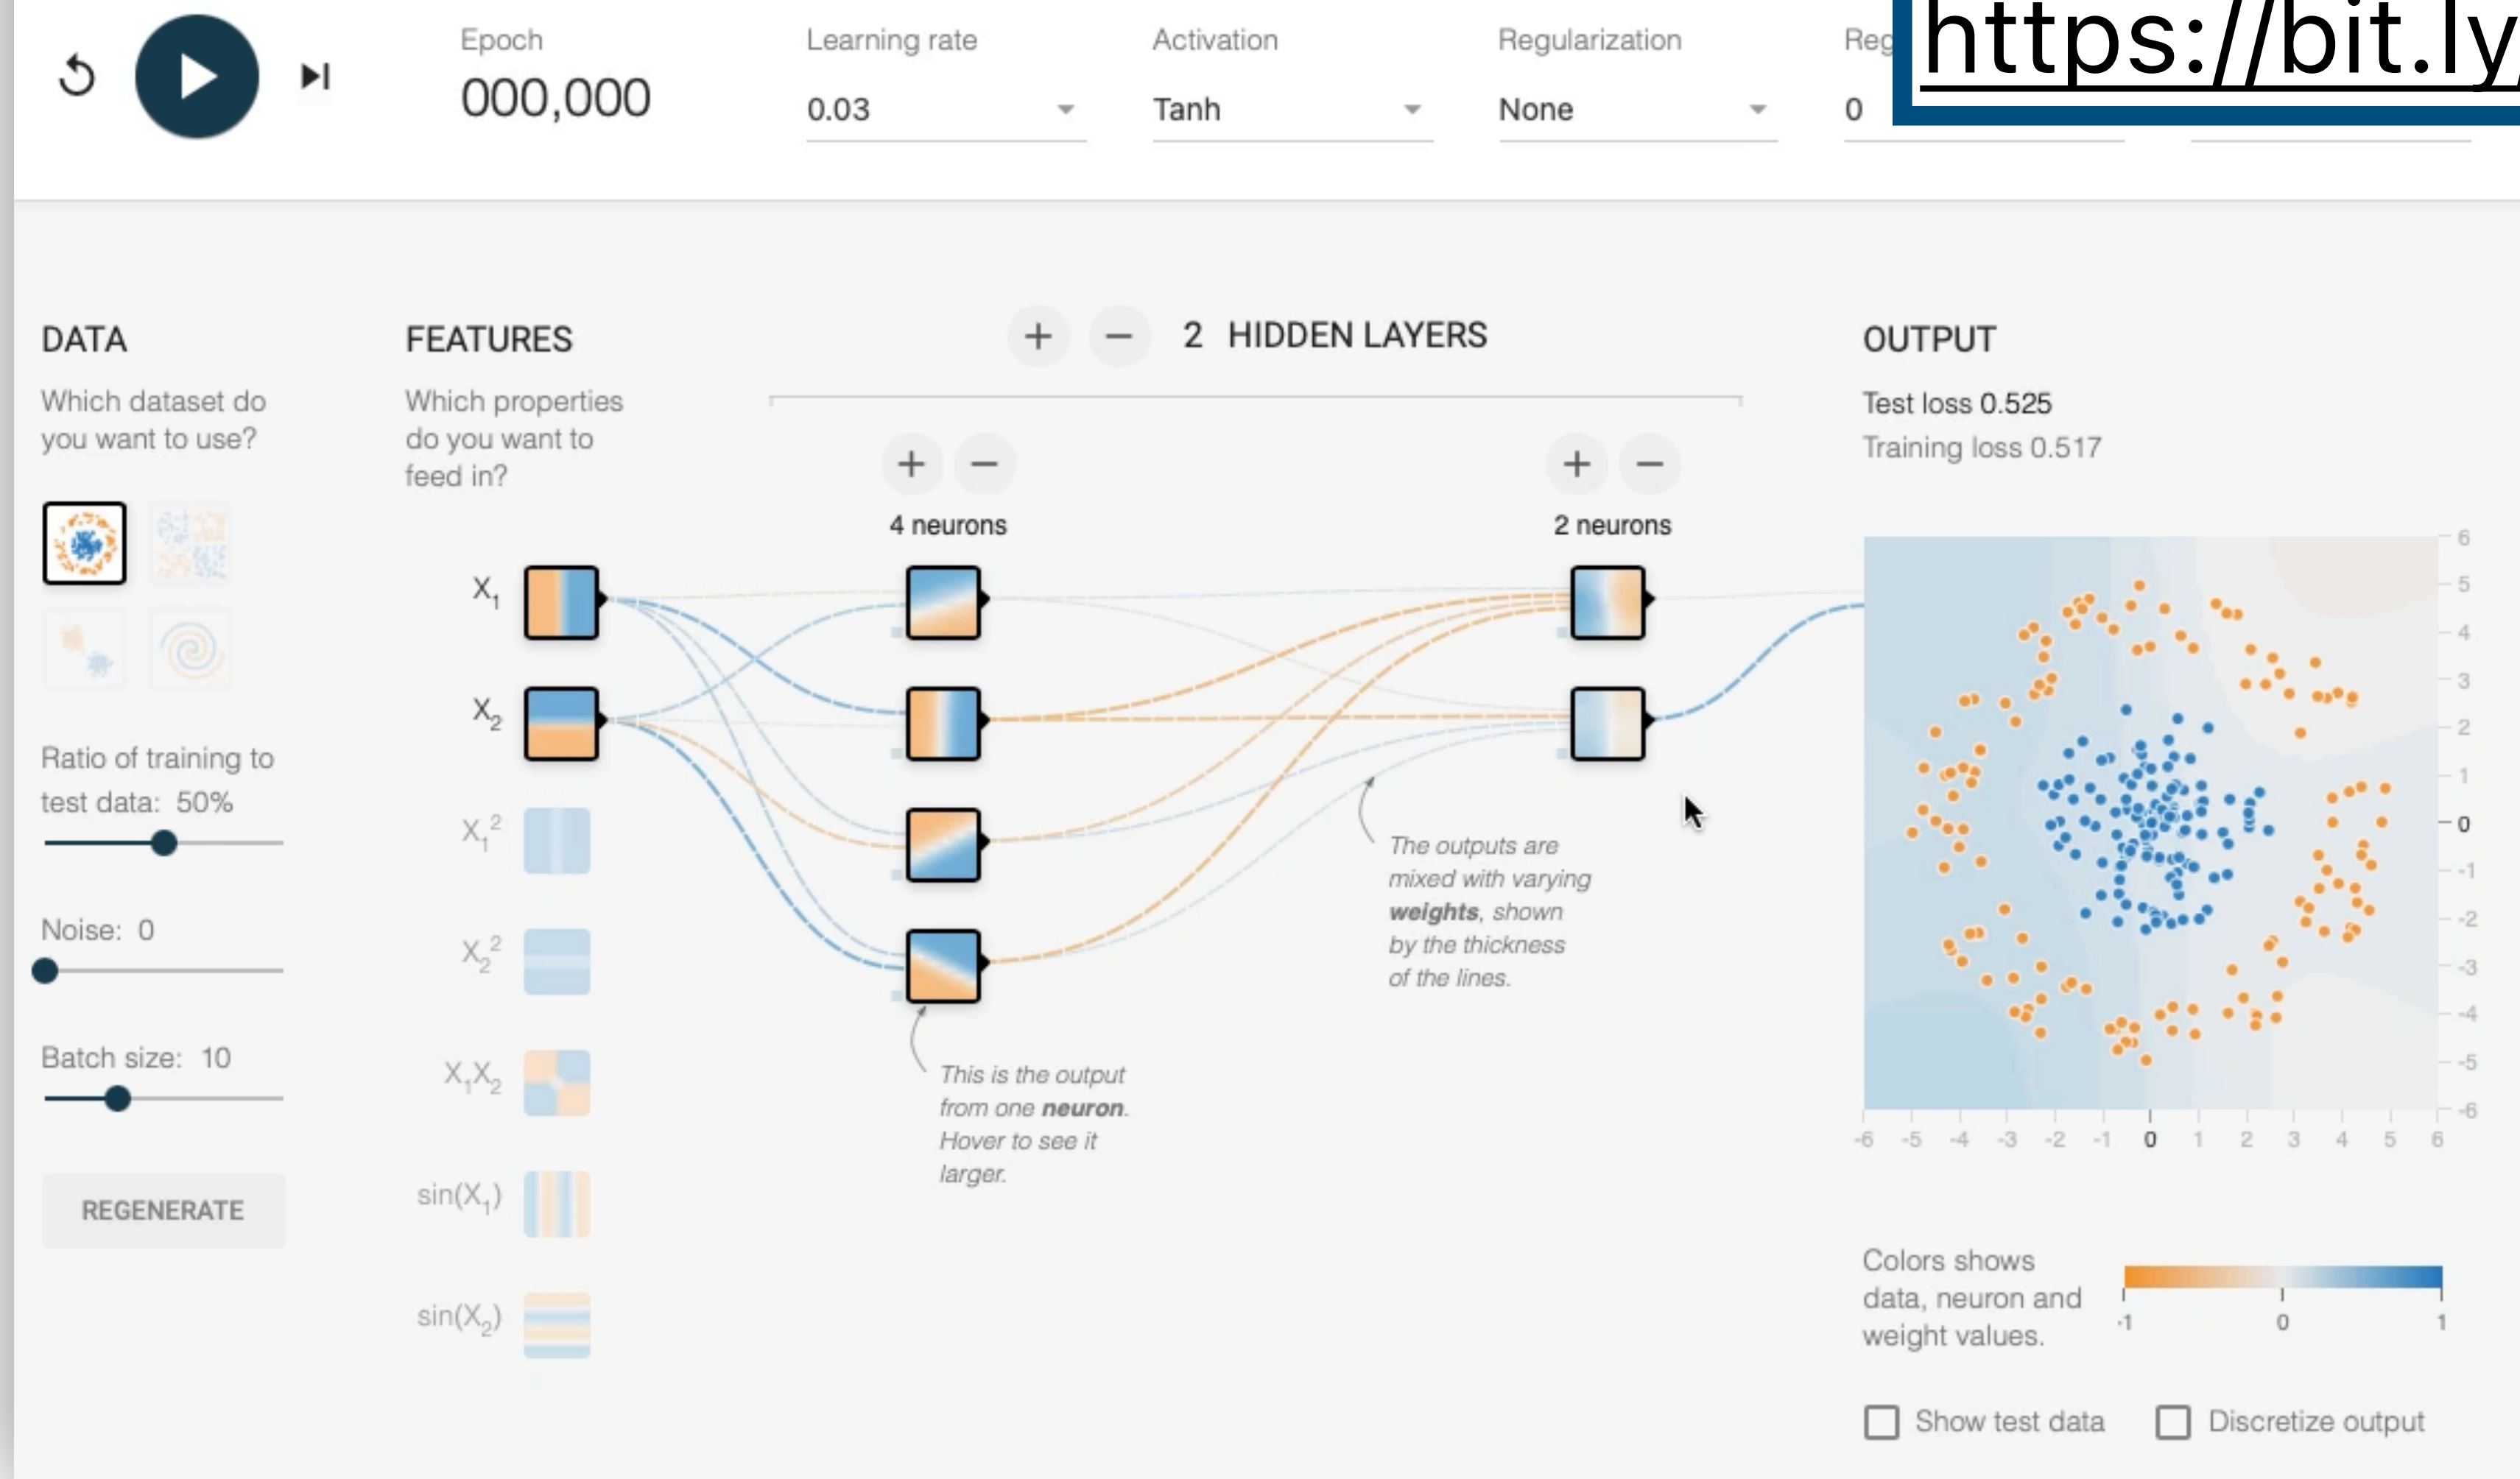 https://bit.ly/
Epoch
000,000
Learning rate
0.03
Activation
Tanh
Regularization
None
Reg
0
DATA
Which dataset do
you want to use?
Ratio of training to
test data: 50%
Noise: 0
Batch size: 10
REGENERATE
FEATURES
Which properties
do you want to
feed in?
X1
X2
X1²
X2²
X1X2
sin(X1)
sin(X2)
+ − 2 HIDDEN LAYERS
+ −
4 neurons
+ −
2 neurons
The outputs are
mixed with varying
weights, shown
by the thickness
of the lines.
This is the output
from one neuron.
Hover to see it
larger.
OUTPUT
Test loss 0.525
Training loss 0.517
6
5
4
3
2
1
0
-1
-2
-3
-4
-5
-6
-6 -5 -4 -3 -2 -1 0 1 2 3 4 5 6
Colors shows
data, neuron and
weight values.
-1 0 1
Show test data
Discretize output